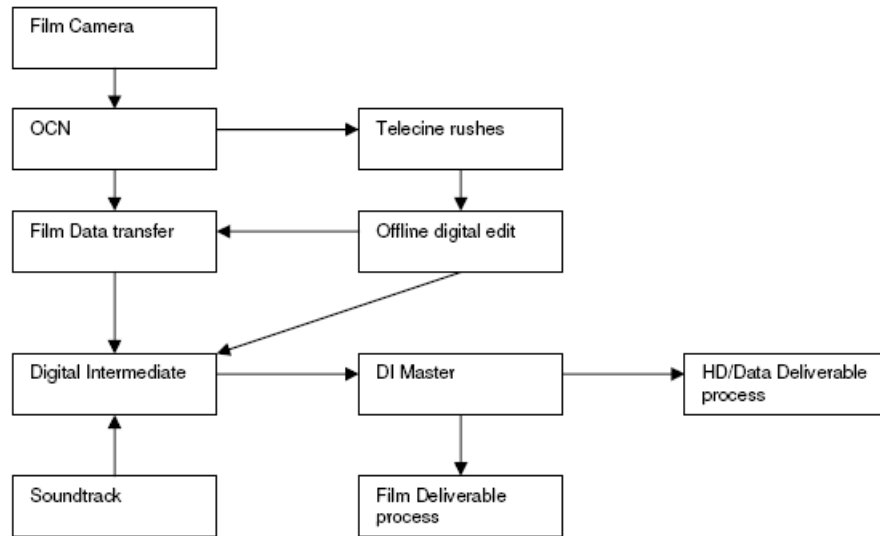 Film Camera
OCN
Telecine rushes
Film Data transfer
Offline digital edit
Digital Intermediate
DI Master
HD/Data Deliverable
process
Soundtrack
Film Deliverable
process